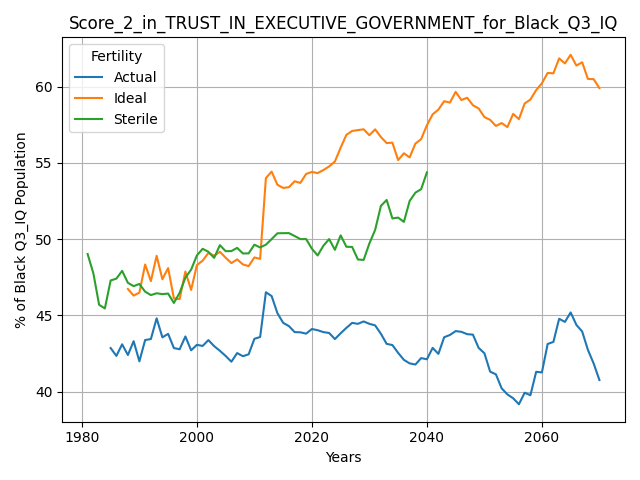 Score_2_in_TRUST_IN_EXECUTIVE_GOVERNMENT_for_Black_Q3_IQ
Fertility
Actual
Ideal
Sterile
% of Black Q3_IQ Population
60
55
50
45
40
1980
2000
2020
2040
2060
Years